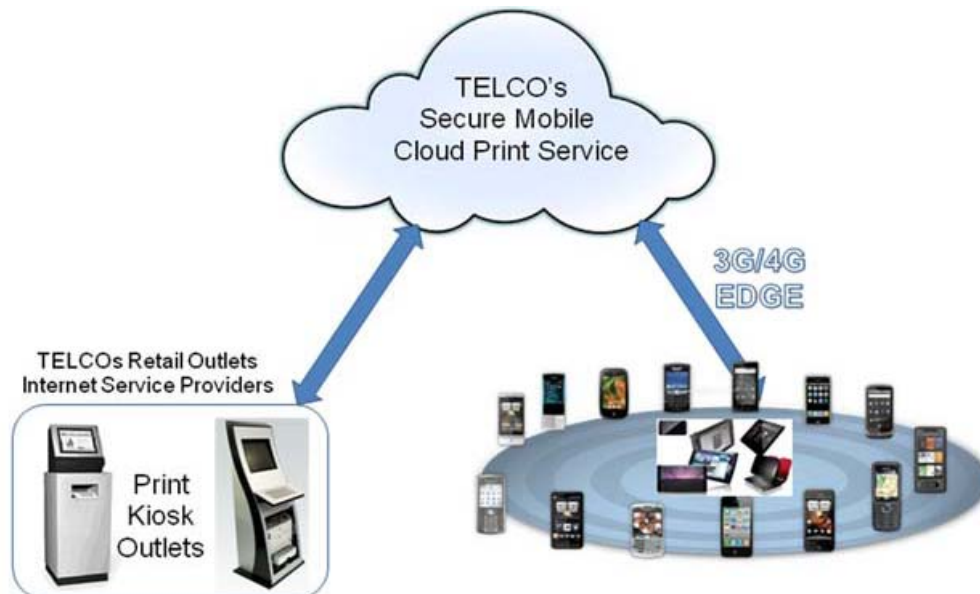 TELCO's
Secure Mobile
Cloud Print Service
3G/4G
EDGE
TELCOs Retail Outlets
Internet Service Providers
Print
Kiosk
Outlets